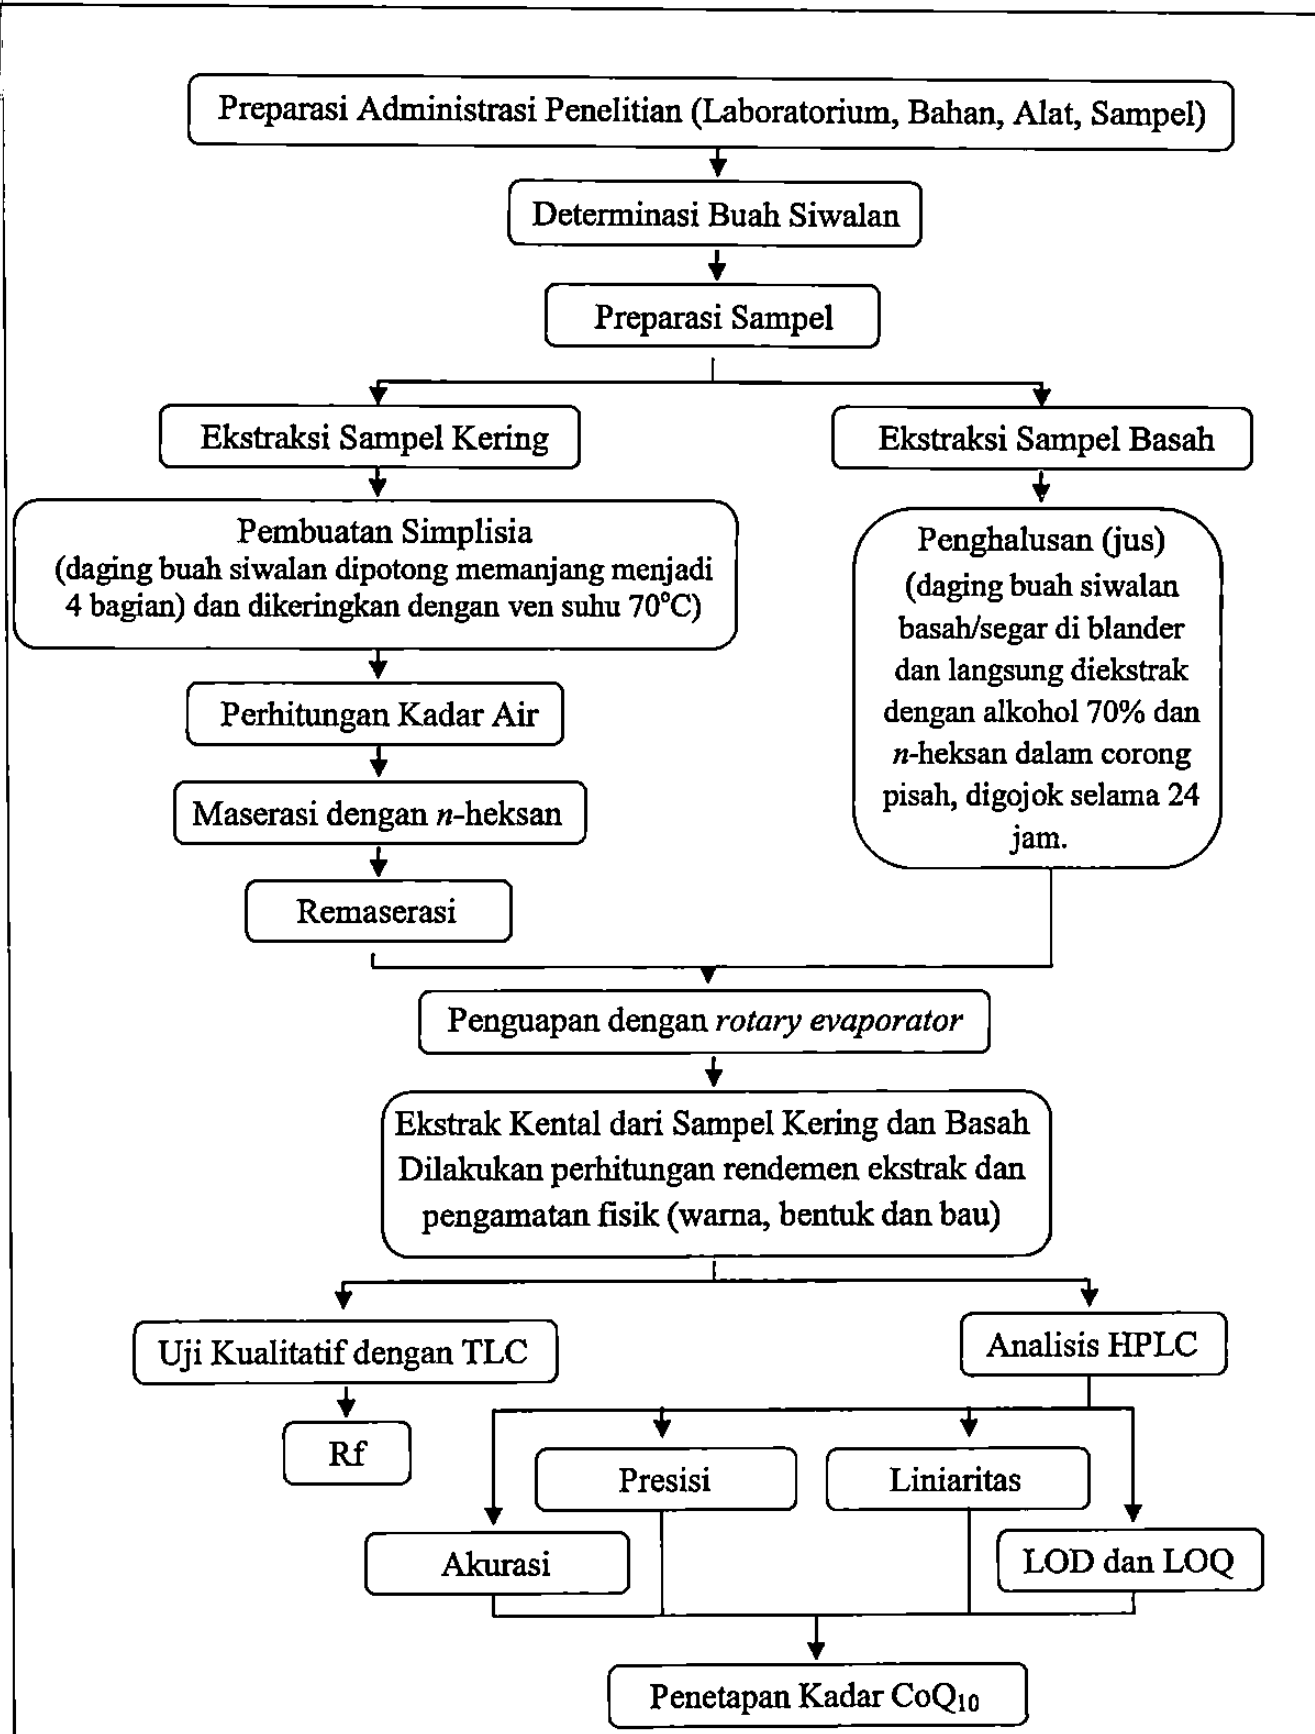 Preparasi Administrasi Penelitian (Laboratorium, Bahan, Alat, Sampel)
Determinasi Buah Siwalan
Preparasi Sampel
Ekstraksi Sampel Kering
Ekstraksi Sampel Basah
Pembuatan Simplisia
(daging buah siwalan dipotong memanjang menjadi
4 bagian) dan dikeringkan dengan ven suhu 70°C)
Penghalusan (jus)
(daging buah siwalan
basah/segar di blander
dan langsung diekstrak
dengan alkohol 70% dan
n-heksan dalam corong
pisah, digojok selama 24
jam.
Perhitungan Kadar Air
Maserasi dengan n-heksan
Remaserasi
Penguapan dengan rotary evaporator
Ekstrak Kental dari Sampel Kering dan Basah
Dilakukan perhitungan rendemen ekstrak dan
pengamatan fisik (warna, bentuk dan bau)
Uji Kualitatif dengan TLC
Analisis HPLC
Rf
Presisi
Liniaritas
Akurasi
LOD dan LOQ
Penetapan Kadar CoQ₁₀